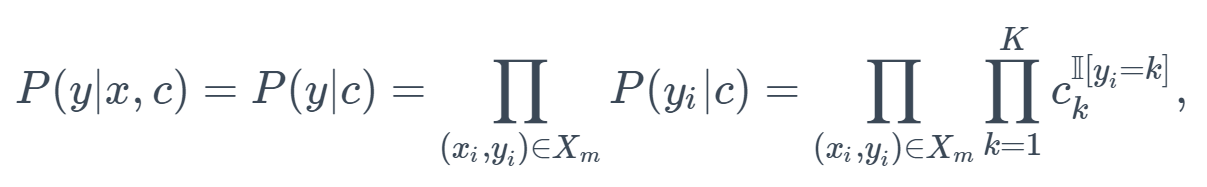 P(y|x, c) = P(y|c) = ∏_{(x_i,y_i)∈X_m} P(y_i|c) = ∏_{(x_i,y_i)∈X_m} ∏_{k=1}^{K} c_k^{𝕀[y_i=k]},